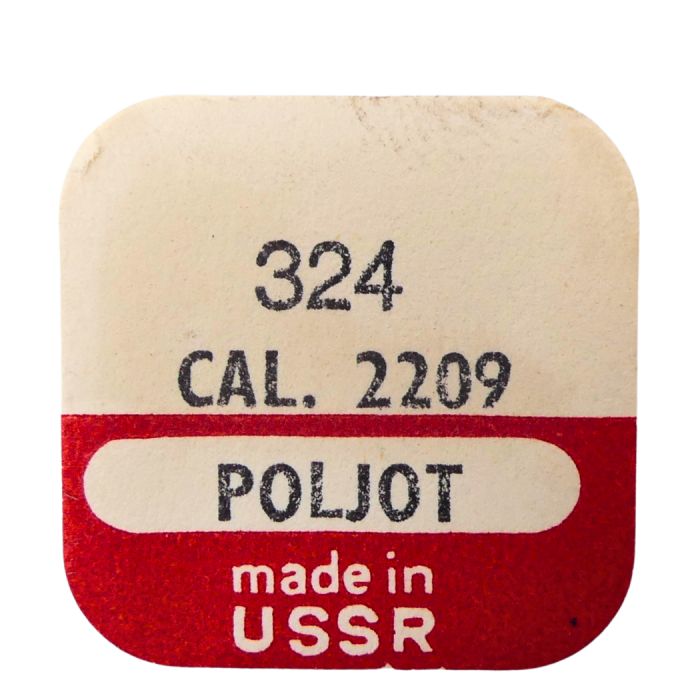 324
CAL. 2209
POLJOT
made in
USSR